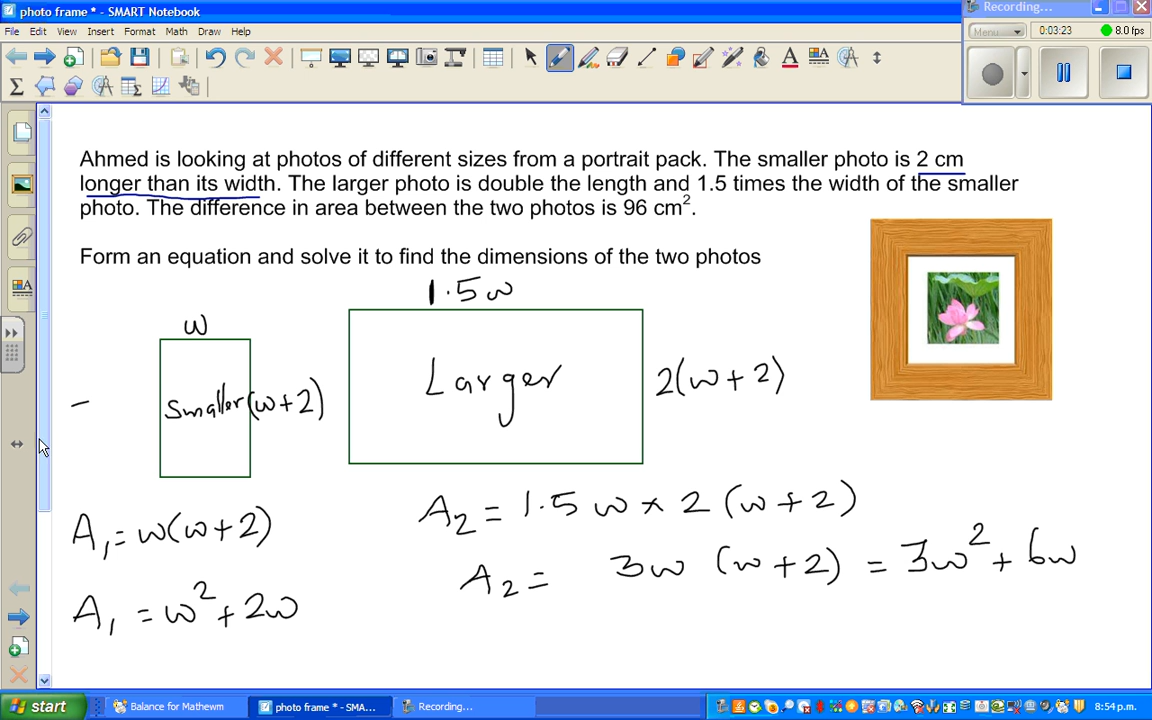 photo frame * - SMART Notebook
Recording...
File Edit View Insert Format Math Draw Help
Menu
0:03:23
8.0 fps
Ahmed is looking at photos of different sizes from a portrait pack. The smaller photo is 2 cm
longer than its width. The larger photo is double the length and 1.5 times the width of the smaller
photo. The difference in area between the two photos is 96 cm².
Form an equation and solve it to find the dimensions of the two photos
1.5w
w
Larger
2(w+2)
smaller (w+2)
A₂ = 1.5 w × 2 (w+2)
A₁ = w(w+2)
A₂ = 3w (w+2) = 3w² + 6w
A₁ = w² + 2w
start
Balance for Mathewm
photo frame * - SMA...
Recording...
8:54 p.m.